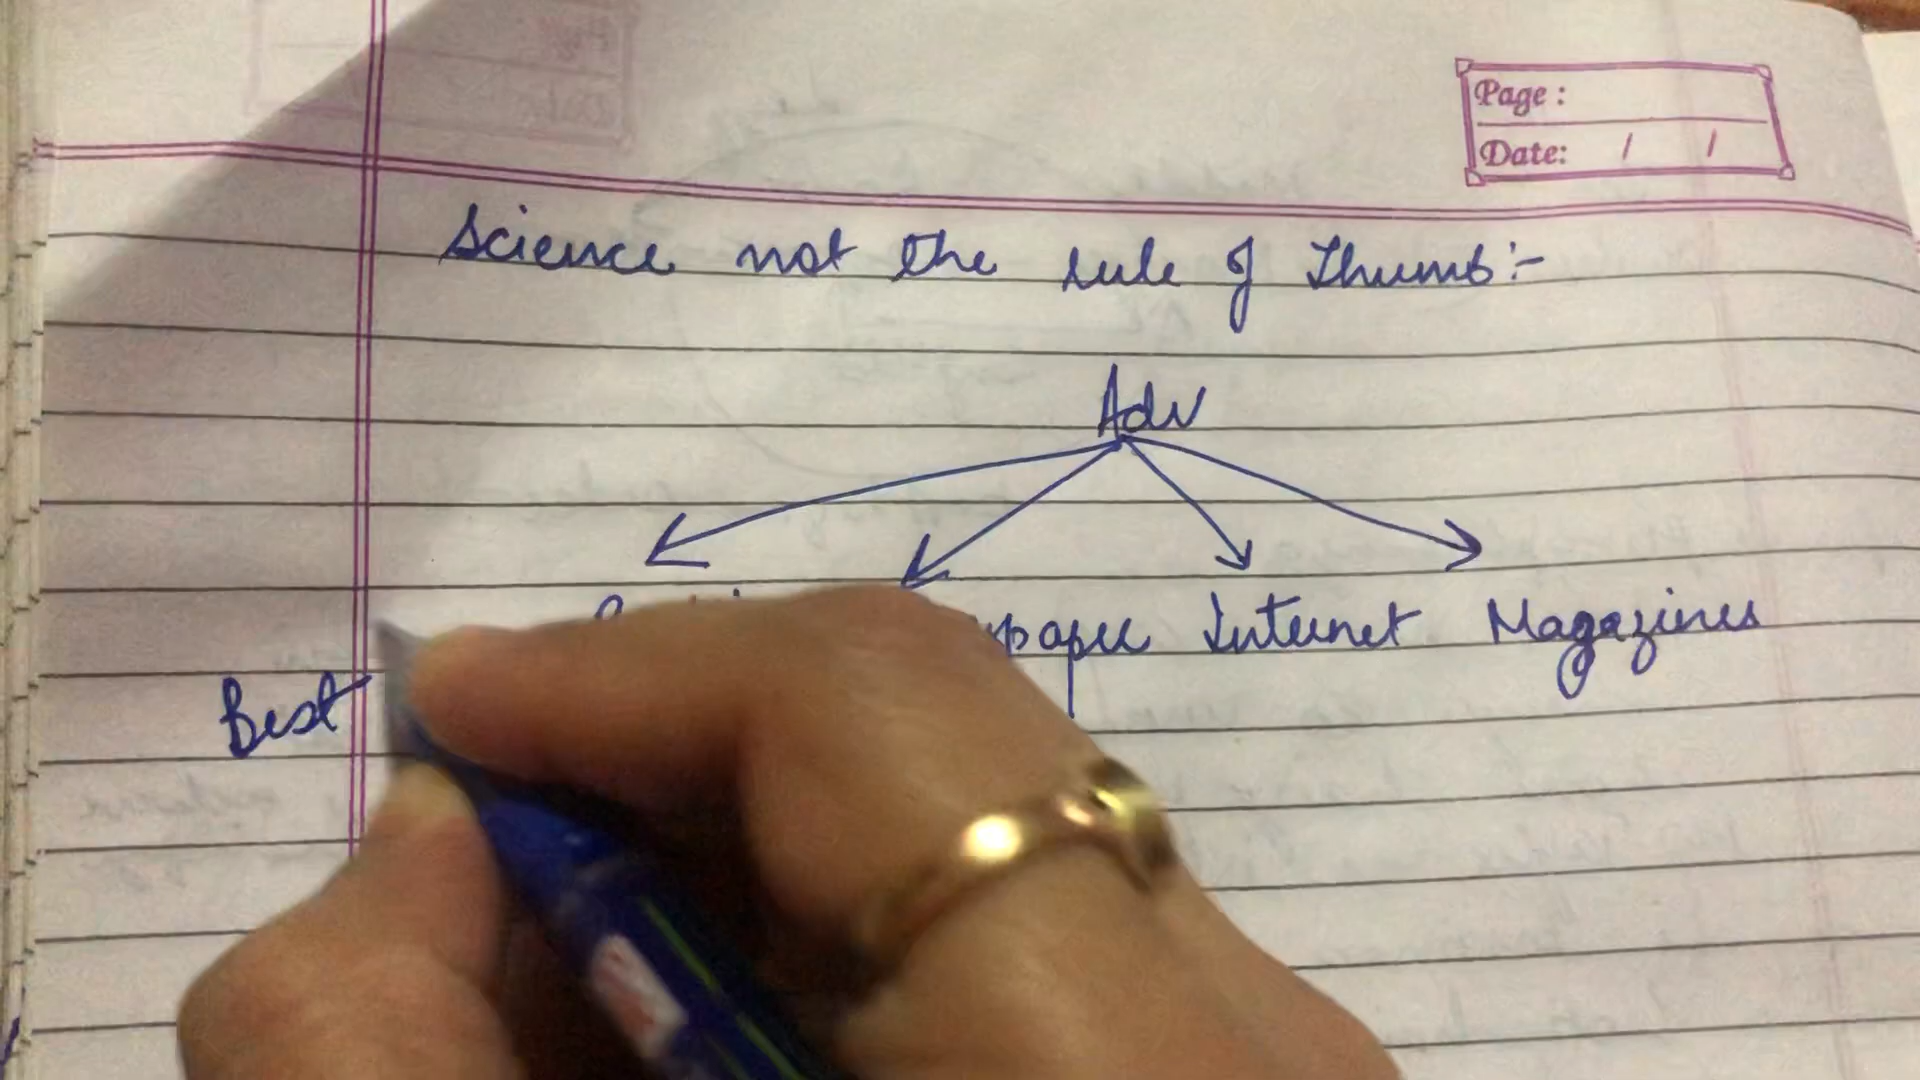 Page :
Date: / /
Science not the rule of Thumb:-
Adv
Internet Magazines
Best